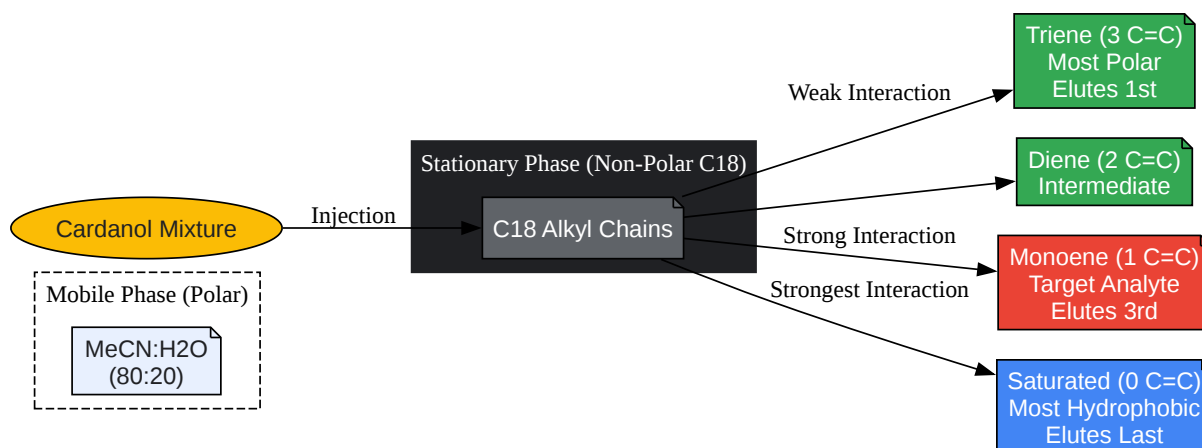 Cardanol Mixture
Mobile Phase (Polar)
MeCN:H2O
(80:20)
Injection
Stationary Phase (Non-Polar C18)
C18 Alkyl Chains
Weak Interaction
Strong Interaction
Strongest Interaction
Triene (3 C=C)
Most Polar
Elutes 1st
Diene (2 C=C)
Intermediate
Monoene (1 C=C)
Target Analyte
Elutes 3rd
Saturated (0 C=C)
Most Hydrophobic
Elutes Last